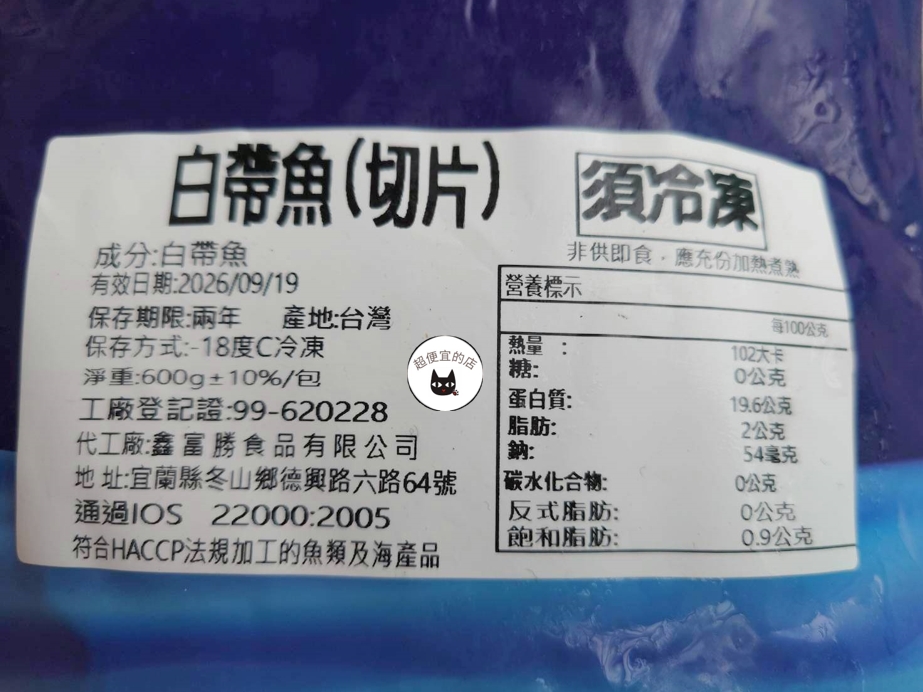 白帶魚(切片)
須冷凍
非供即食，應充份加熱煮熟
成分:白帶魚
有效日期:2026/09/19
保存期限:兩年 產地:台灣
保存方式:-18度C冷凍
淨重:600g±10%/包
工廠登記證:99-620228
代工廠:鑫富勝食品有限公司
地址:宜蘭縣冬山鄉德興路六路64號
通過IOS 22000:2005
符合HACCP法規加工的魚類及海產品
超便宜的店
營養標示
每100公克
熱量： 102大卡
糖: 0公克
蛋白質: 19.6公克
脂肪: 2公克
鈉: 54毫克
碳水化合物: 0公克
反式脂肪: 0公克
飽和脂肪: 0.9公克